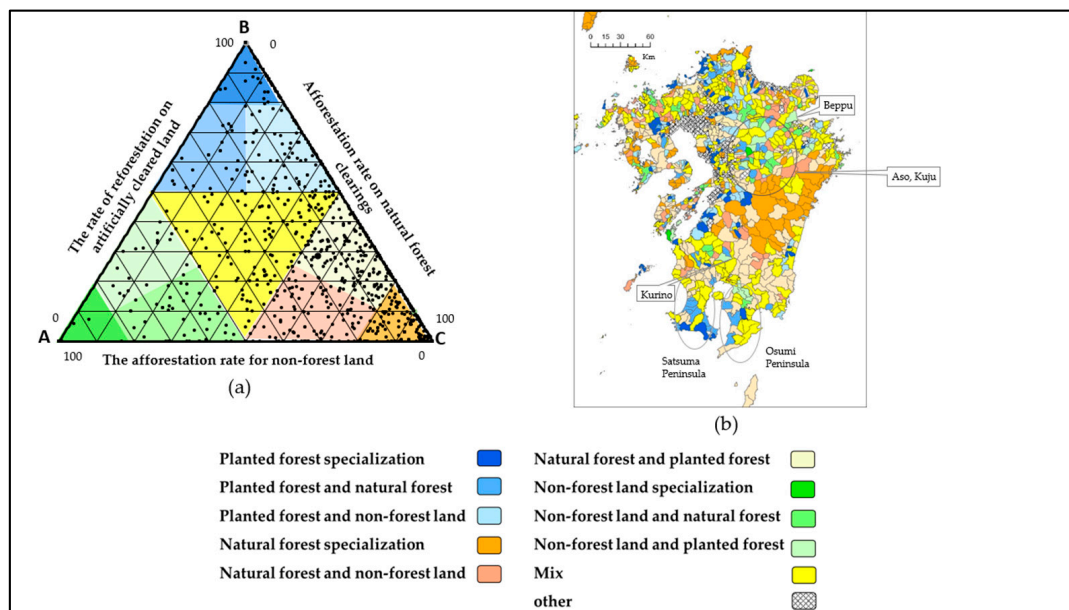 B
100
0
The rate of reforestation on
artificially cleared land
Afforestation rate on natural forest
clearings
0
100
A
C
100
0
The afforestation rate for non-forest land
(a)
0 15 30 60
Km
Beppu
Aso, Kuju
Kurino
Satsuma
Peninsula
Osumi
Peninsula
(b)
Planted forest specialization
Planted forest and natural forest
Planted forest and non-forest land
Natural forest specialization
Natural forest and non-forest land
Natural forest and planted forest
Non-forest land specialization
Non-forest land and natural forest
Non-forest land and planted forest
Mix
other